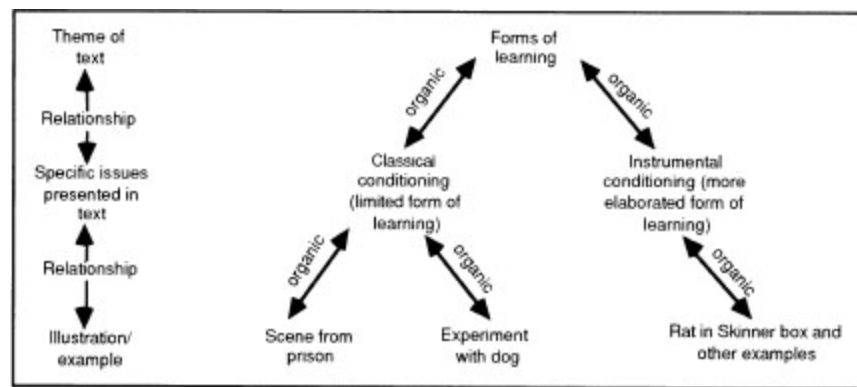 Theme of
text
Relationship
Specific issues
presented in
text
Relationship
Illustration/
example
Forms of
learning
organic
organic
Classical
conditioning
(limited form of
learning)
Instrumental
conditioning (more
elaborated form of
learning)
organic
organic
organic
Scene from
prison
Experiment
with dog
Rat in Skinner box and
other examples